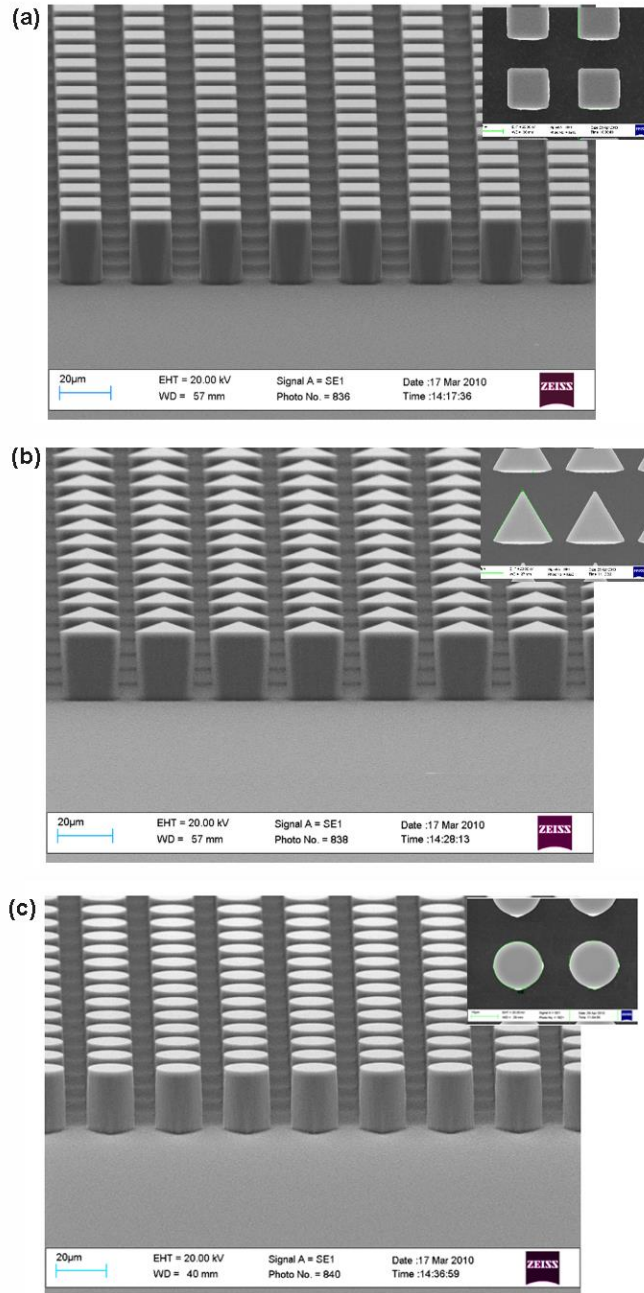 (a)
ZEISS
20µm
EHT = 20.00 kV
Signal A = SE1
Date :17 Mar 2010
WD = 57 mm
Photo No. = 836
Time :14:17:36
ZEISS
(b)
20µm
EHT = 20.00 kV
Signal A = SE1
Date :17 Mar 2010
WD = 57 mm
Photo No. = 838
Time :14:28:13
ZEISS
(c)
20µm
EHT = 20.00 kV
Signal A = SE1
Date :17 Mar 2010
WD = 40 mm
Photo No. = 840
Time :14:36:59
ZEISS